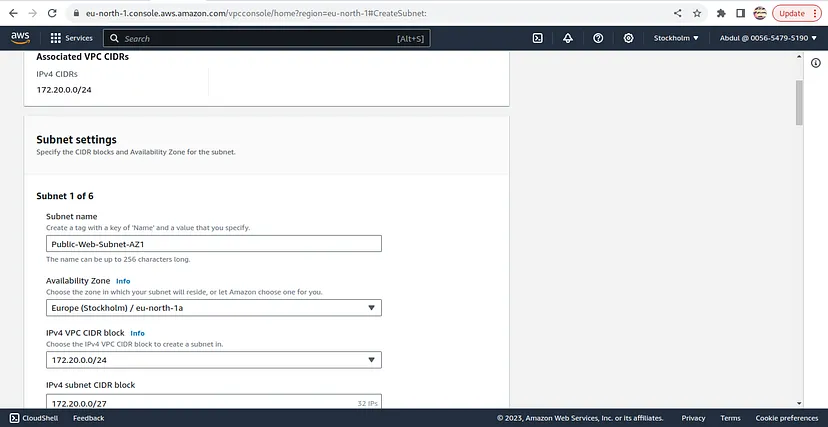 eu-north-1.console.aws.amazon.com/vpcconsole/home?region=eu-north-1#CreateSubnet:
Update
aws
Services
Search
[Alt+S]
Stockholm
Abdul @ 0056-5479-5190
Associated VPC CIDRs
IPv4 CIDRs
172.20.0.0/24
Subnet settings
Specify the CIDR blocks and Availability Zone for the subnet.
Subnet 1 of 6
Subnet name
Create a tag with a key of 'Name' and a value that you specify.
Public-Web-Subnet-AZ1
The name can be up to 256 characters long.
Availability Zone Info
Choose the zone in which your subnet will reside, or let Amazon choose one for you.
Europe (Stockholm) / eu-north-1a
IPv4 VPC CIDR block Info
Choose the IPv4 VPC CIDR block to create a subnet in.
172.20.0.0/24
IPv4 subnet CIDR block
172.20.0.0/27
32 IPs
CloudShell Feedback © 2023, Amazon Web Services, Inc. or its affiliates. Privacy Terms Cookie preferences